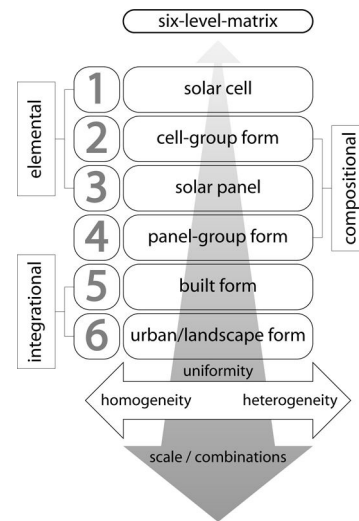 six-level-matrix
elemental
1 solar cell
2 cell-group form
3 solar panel
compositional
4 panel-group form
integrational
5 built form
6 urban/landscape form
uniformity
homogeneity heterogeneity
scale / combinations